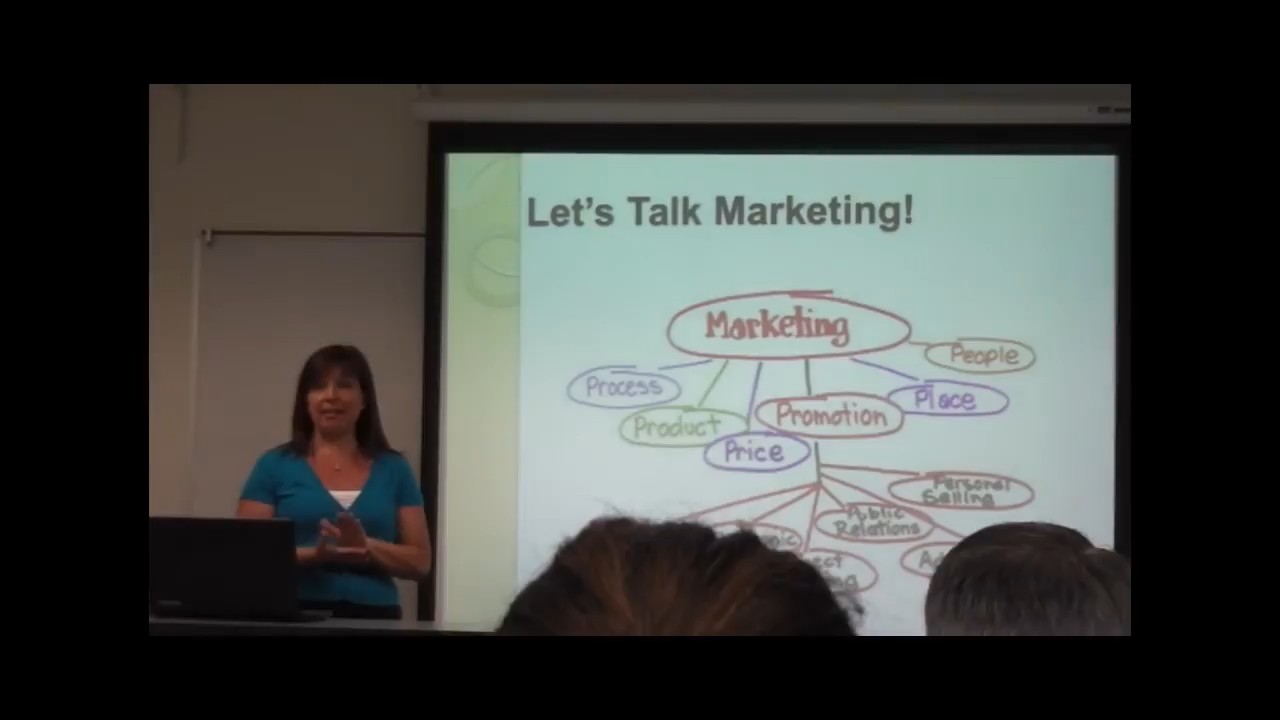 Let's Talk Marketing!
Marketing
People
Process
Place
Product
Promotion
Price
Personal
Selling
Public
Relations